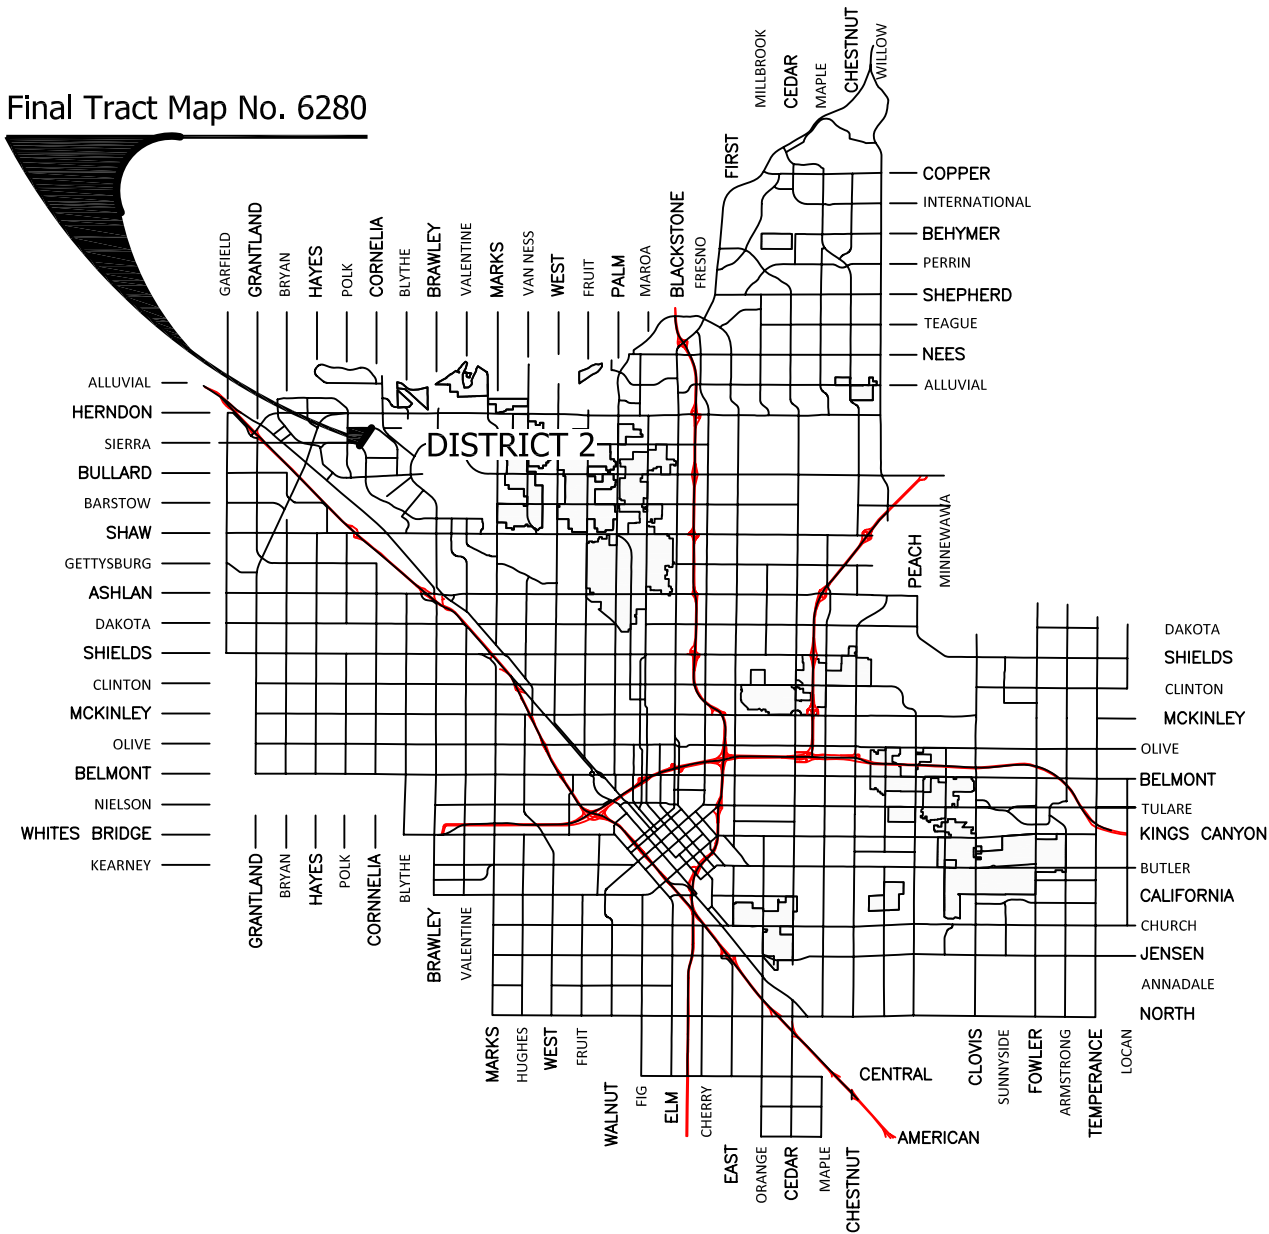 Final Tract Map No. 6280
MILLBROOK
CEDAR
MAPLE
CHESTNUT
WILLOW
FIRST
BLACKSTONE
FRESNO
GARFIELD
GRANTLAND
BRYAN
HAYES
POLK
CORNELIA
BLYTHE
BRAWLEY
VALENTINE
MARKS
VAN NESS
WEST
FRUIT
PALM
MAROA
COPPER
INTERNATIONAL
BEHYMER
PERRIN
SHEPHERD
TEAGUE
NEES
ALLUVIAL
ALLUVIAL
HERNDON
SIERRA
BULLARD
BARSTOW
SHAW
GETTYSBURG
ASHLAN
DAKOTA
SHIELDS
CLINTON
MCKINLEY
OLIVE
BELMONT
NIELSON
WHITES BRIDGE
KEARNEY
DISTRICT 2
PEACH
MINNEWAWA
DAKOTA
SHIELDS
CLINTON
MCKINLEY
OLIVE
BELMONT
TULARE
KINGS CANYON
BUTLER
CALIFORNIA
CHURCH
JENSEN
ANNADALE
NORTH
GRANTLAND
BRYAN
HAYES
POLK
CORNNELIA
BLYTHE
BRAWLEY
VALENTINE
MARKS
HUGHES
WEST
FRUIT
WALNUT
FIG
ELM
CHERRY
EAST
ORANGE
CEDAR
MAPLE
CHESTNUT
CENTRAL
AMERICAN
CLOVIS
SUNNYSIDE
FOWLER
ARMSTRONG
TEMPERANCE
LOCAN